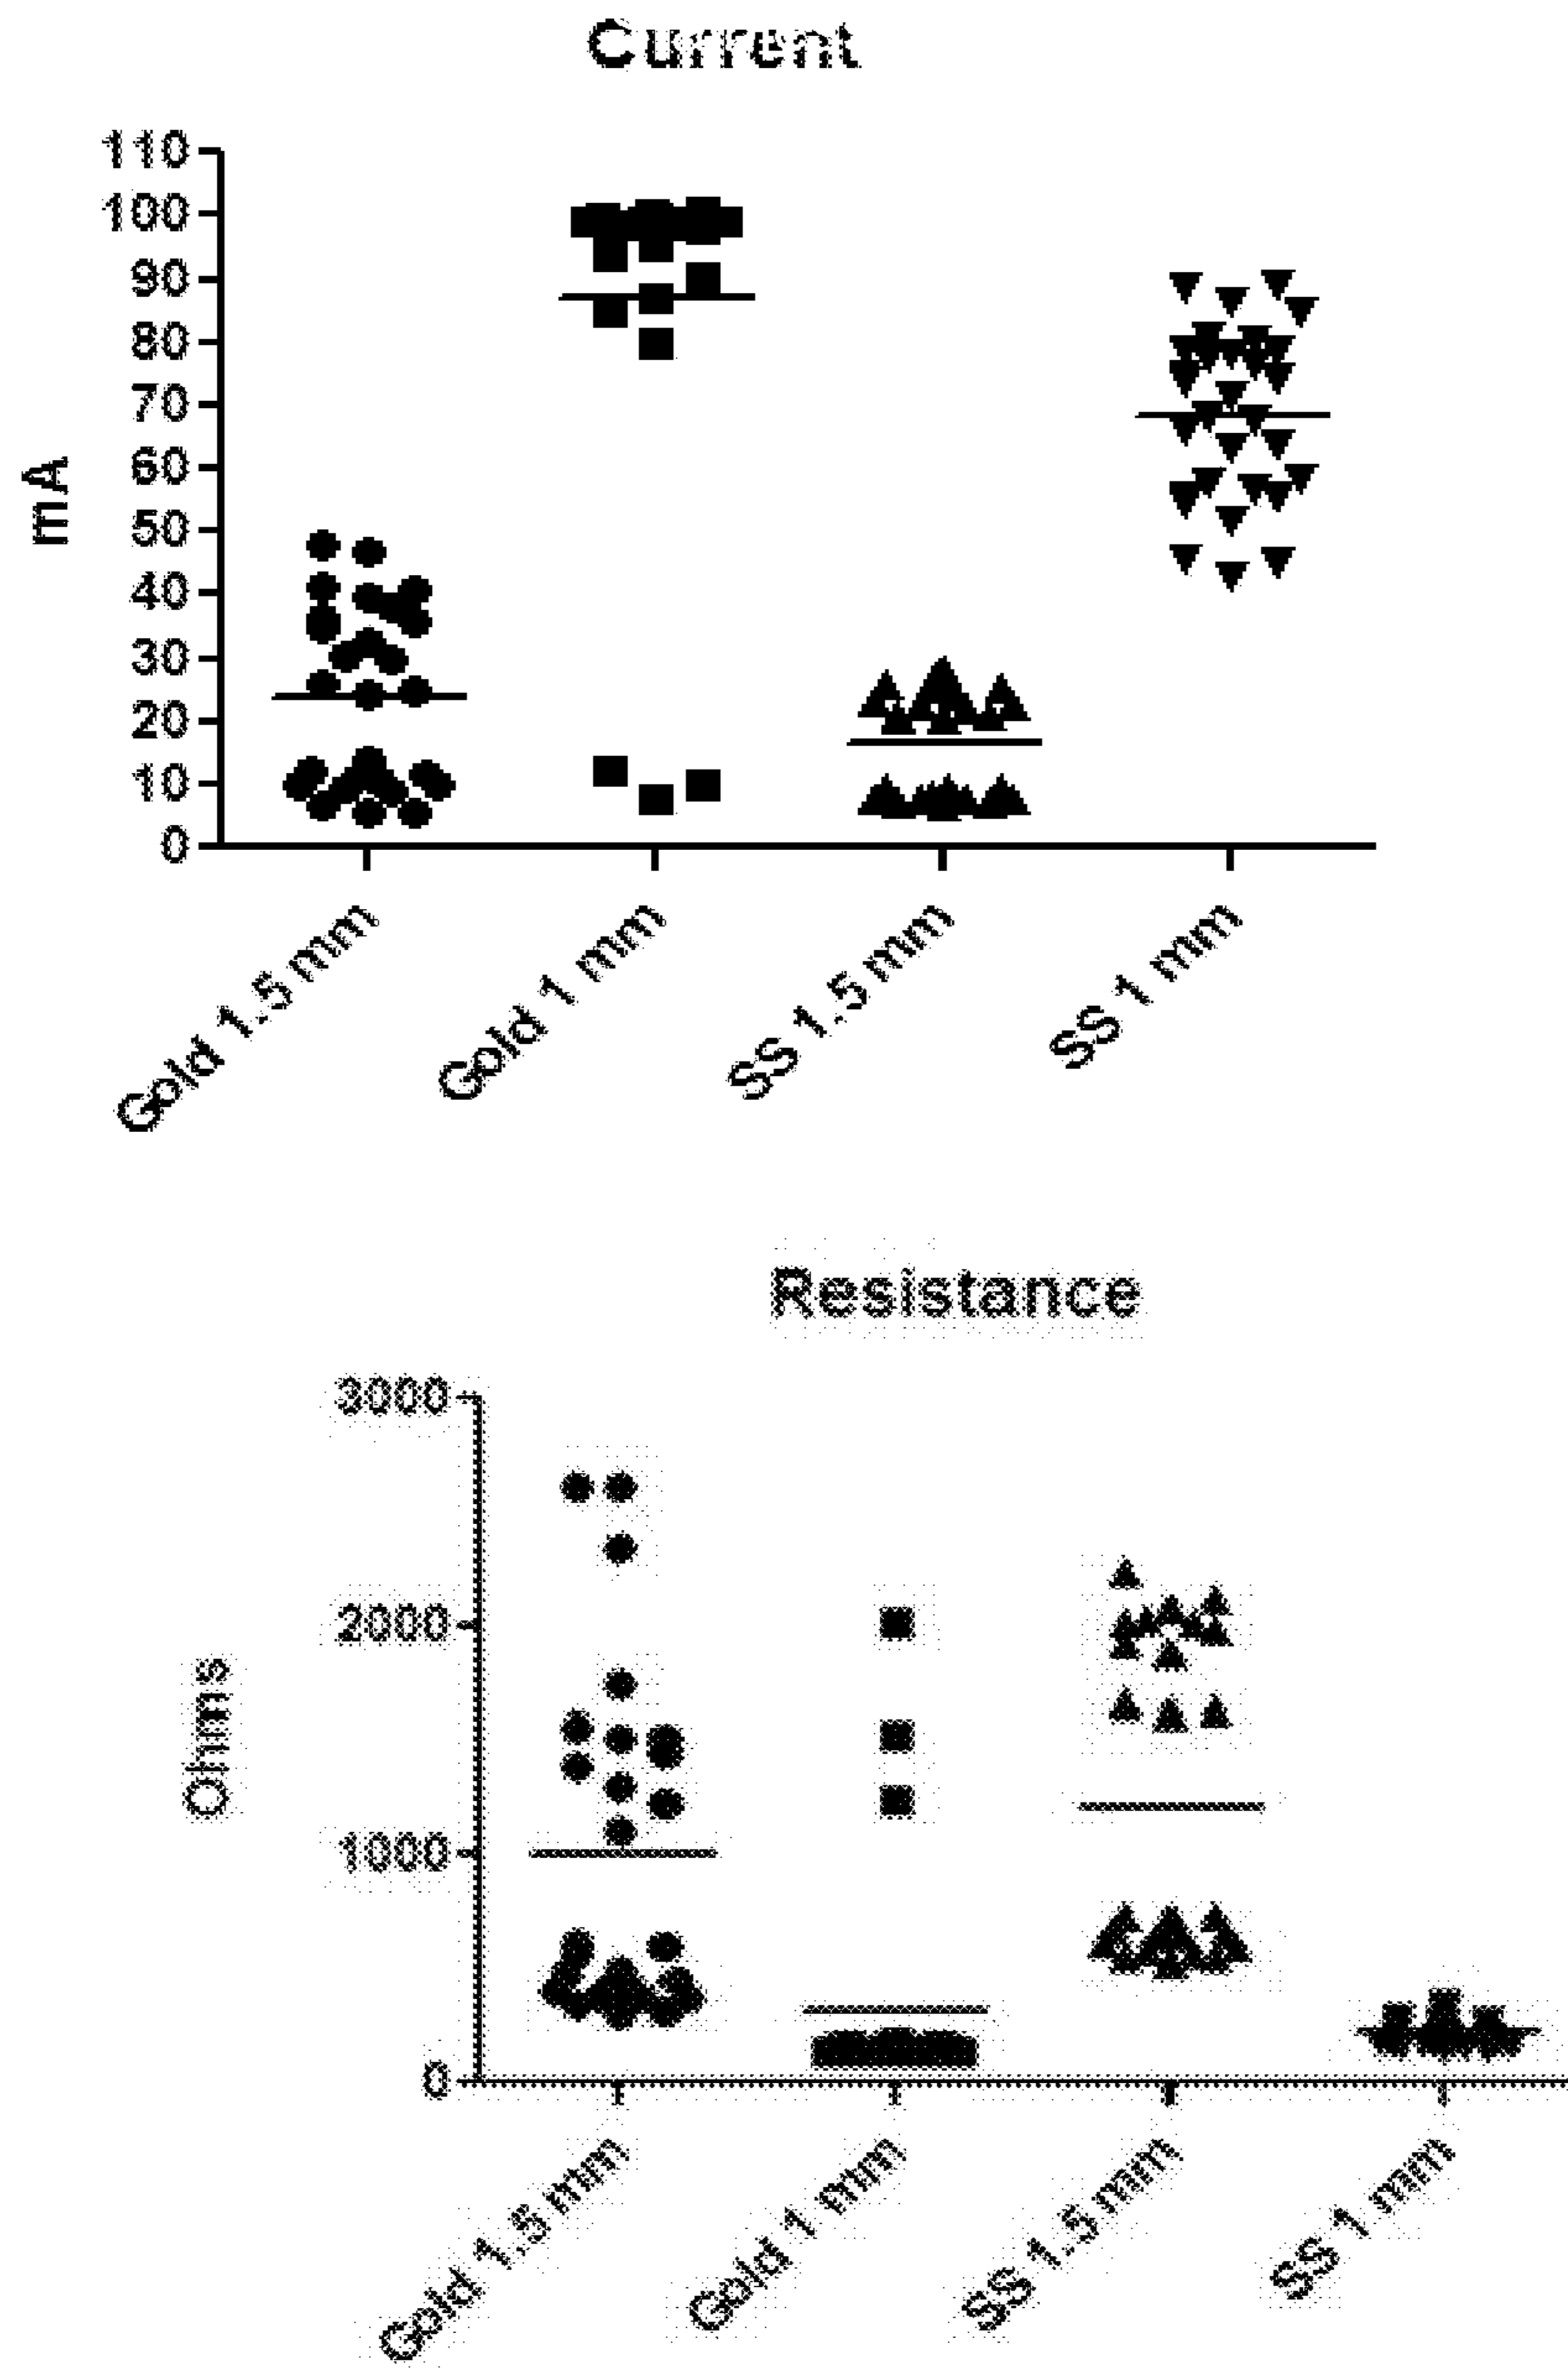 Current
110
100
90
80
70
60
50
40
30
20
10
0
mA
Gold 1.5 mm
Gold 1 mm
SS 1.5 mm
SS 1 mm
Resistance
3000
2000
1000
0
Ohms
Gold 1.5 mm
Gold 1 mm
SS 1.5 mm
SS 1 mm